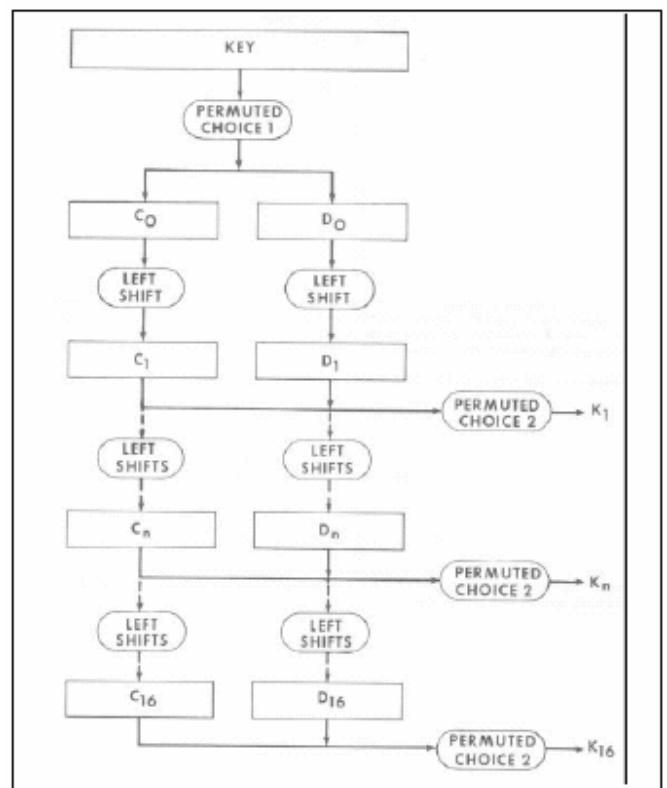 KEY
PERMUTED
CHOICE 1
C₀ D₀
LEFT
SHIFT
LEFT
SHIFT
C₁ D₁
PERMUTED
CHOICE 2
K₁
LEFT
SHIFTS
LEFT
SHIFTS
Cₙ Dₙ
PERMUTED
CHOICE 2
Kₙ
LEFT
SHIFTS
LEFT
SHIFTS
C₁₆ D₁₆
PERMUTED
CHOICE 2
K₁₆